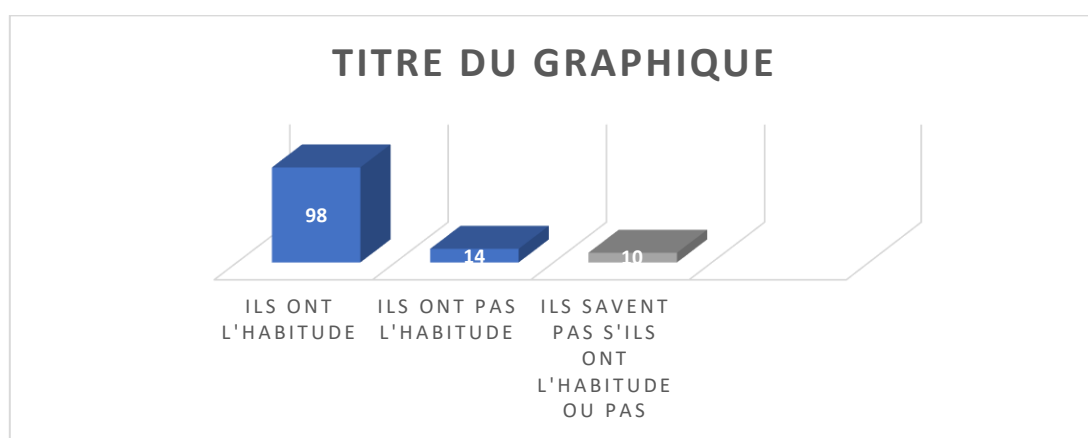 TITRE DU GRAPHIQUE
98
14
10
ILS ONT
L'HABITUDE
ILS ONT PAS
L'HABITUDE
ILS SAVENT
PAS S'ILS
ONT
L'HABITUDE
OU PAS